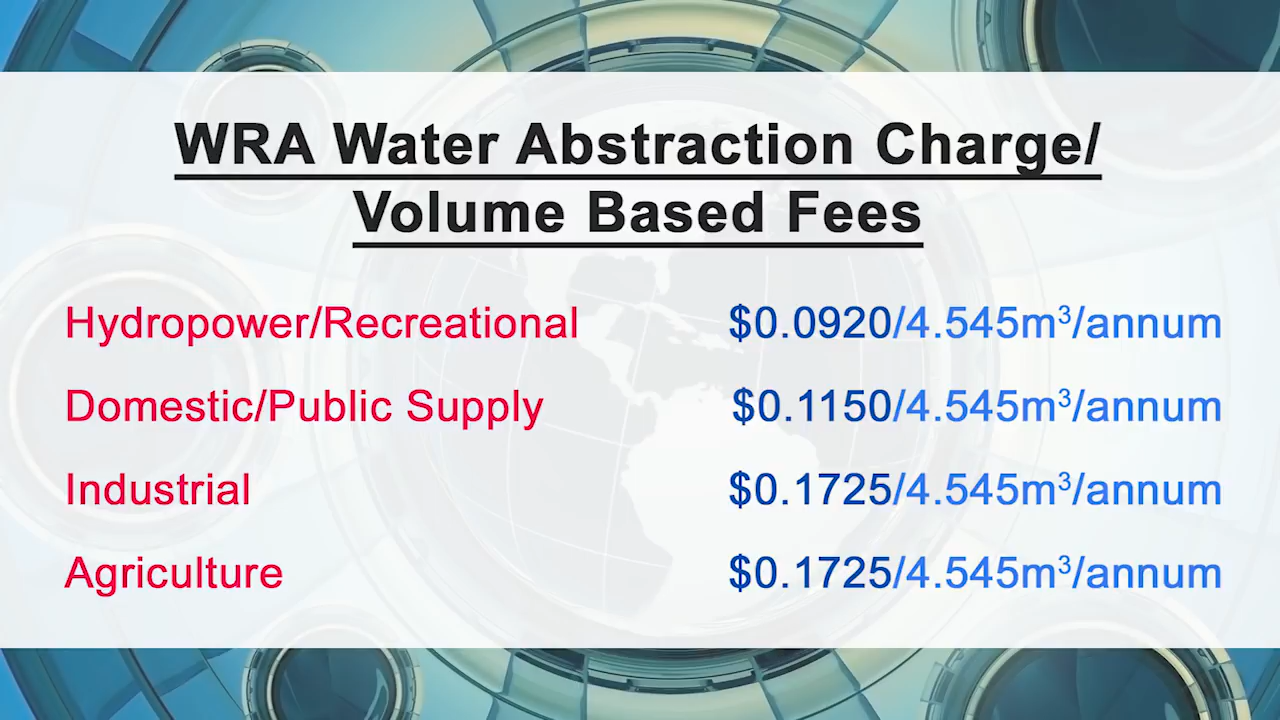 WRA Water Abstraction Charge/
Volume Based Fees
Hydropower/Recreational $0.0920/4.545m³/annum
Domestic/Public Supply $0.1150/4.545m³/annum
Industrial $0.1725/4.545m³/annum
Agriculture $0.1725/4.545m³/annum